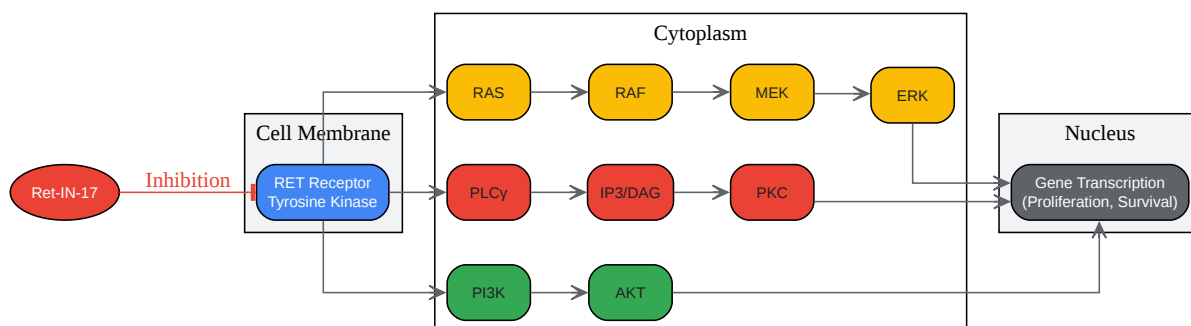 Cytoplasm
RAS
RAF
MEK
ERK
Cell Membrane
Nucleus
Ret-IN-17
Inhibition
RET Receptor
Tyrosine Kinase
PLCγ
IP3/DAG
PKC
Gene Transcription
(Proliferation, Survival)
PI3K
AKT